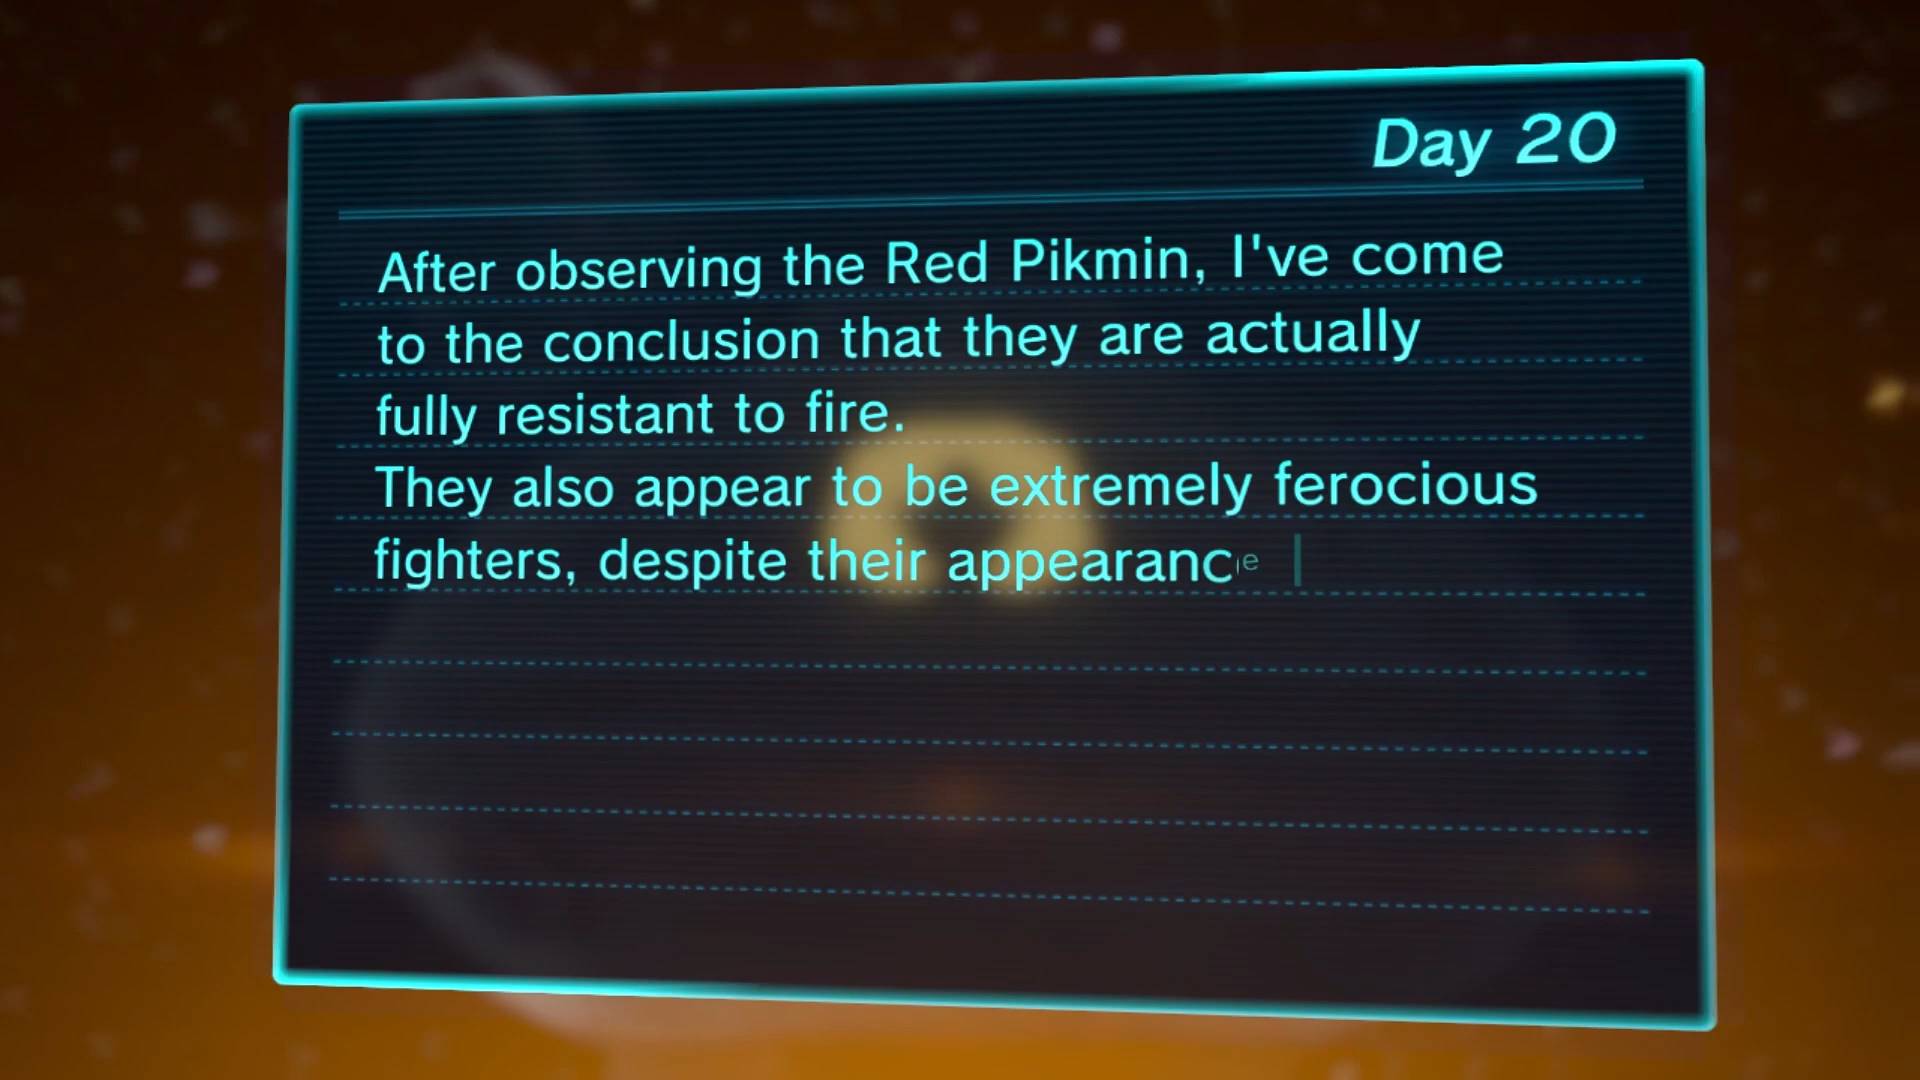 Day 20
After observing the Red Pikmin, I've come
to the conclusion that they are actually
fully resistant to fire.
They also appear to be extremely ferocious
fighters, despite their appearance